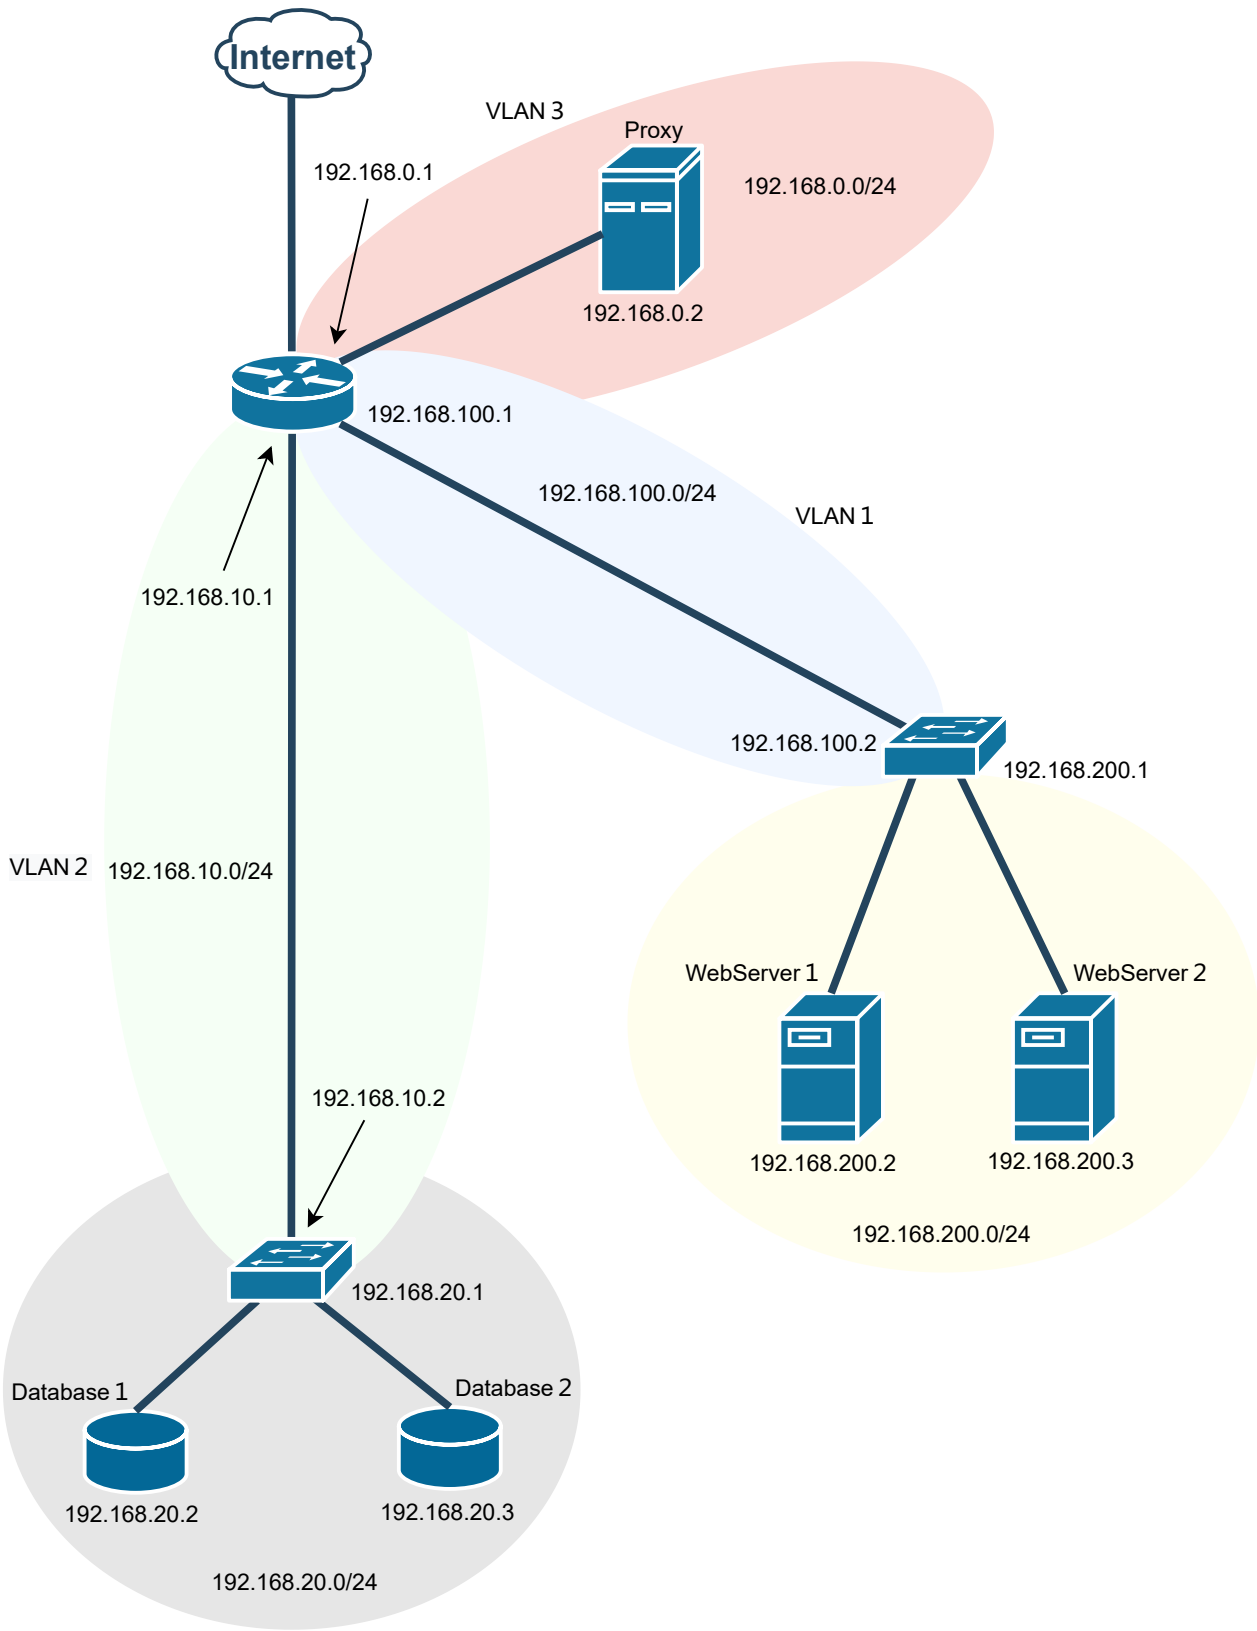 Internet
VLAN 3
Proxy
192.168.0.1
192.168.0.0/24
192.168.0.2
192.168.100.1
192.168.100.0/24
VLAN 1
192.168.10.1
192.168.100.2
192.168.200.1
VLAN 2
192.168.10.0/24
WebServer 1
WebServer 2
192.168.10.2
192.168.200.2
192.168.200.3
192.168.200.0/24
192.168.20.1
Database 1
Database 2
192.168.20.2
192.168.20.3
192.168.20.0/24